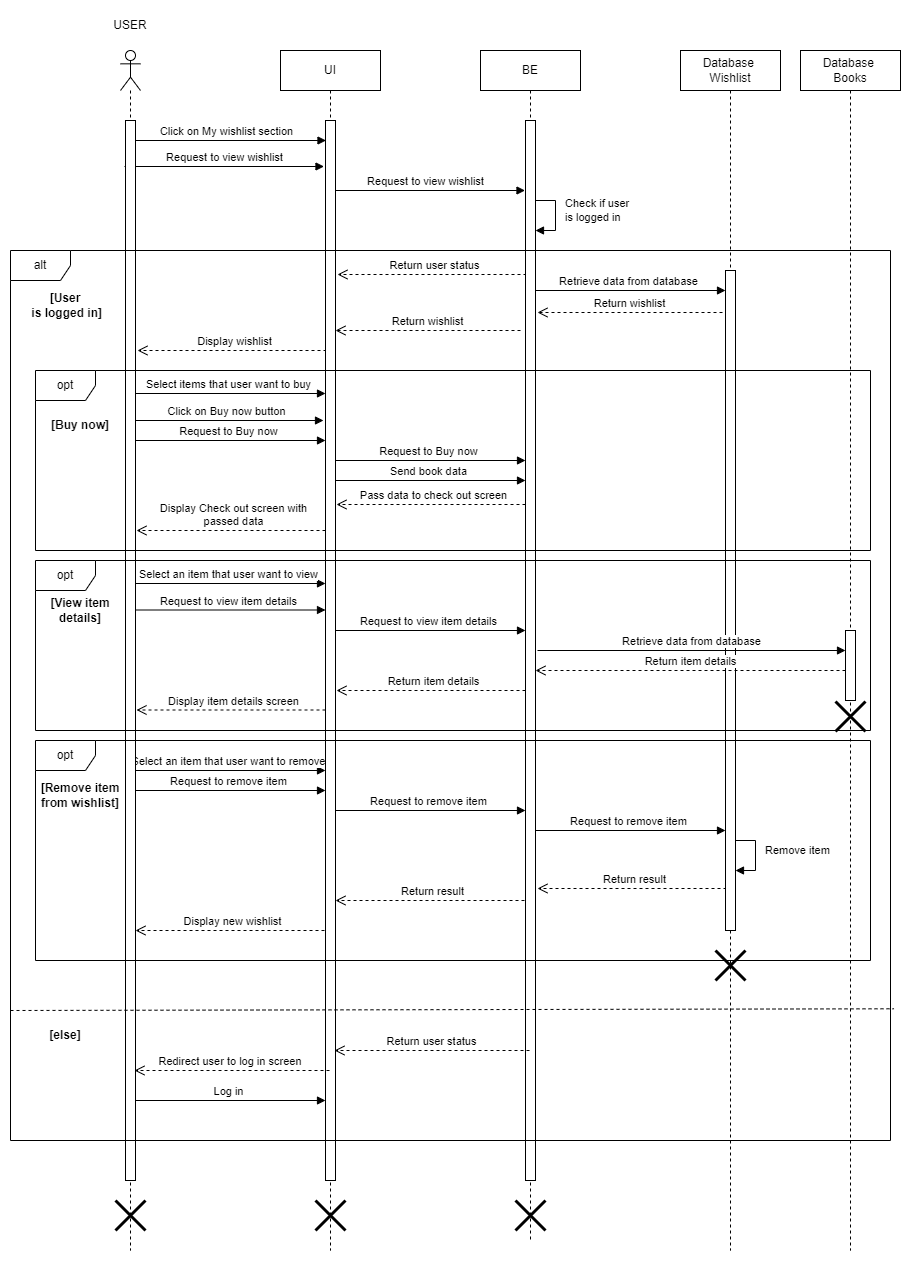 USER
UI
BE
Database
Wishlist
Database
Books
Click on My wishlist section
Request to view wishlist
Request to view wishlist
Check if user
is logged in
alt
[User
is logged in]
Return user status
Retrieve data from database
Return wishlist
Return wishlist
Display wishlist
opt
[Buy now]
Select items that user want to buy
Click on Buy now button
Request to Buy now
Request to Buy now
Send book data
Pass data to check out screen
Display Check out screen with
passed data
opt
[View item
details]
Select an item that user want to view
Request to view item details
Request to view item details
Retrieve data from database
Return item details
Return item details
Display item details screen
opt
[Remove item
from wishlist]
Select an item that user want to remove
Request to remove item
Request to remove item
Request to remove item
Remove item
Return result
Return result
Display new wishlist
[else]
Return user status
Redirect user to log in screen
Log in